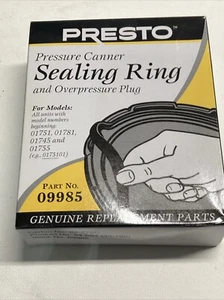 PRESTO™
Pressure Canner
Sealing Ring
and Overpressure Plug
For Models:
All units with
model numbers
beginning:
01751, 01781,
01745 and
01755
(e.g., 0175101)
PART NO.
09985
GENUINE REPLACEMENT PARTS